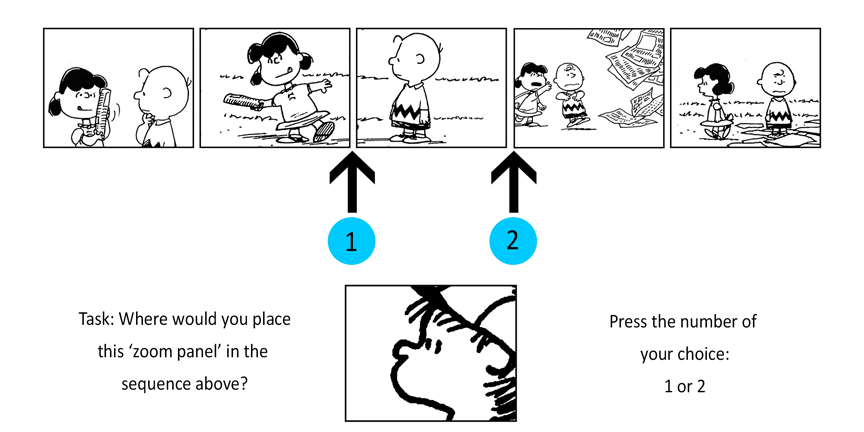 1
2
Task: Where would you place
this ‘zoom panel’ in the
sequence above?
Press the number of
your choice:
1 or 2